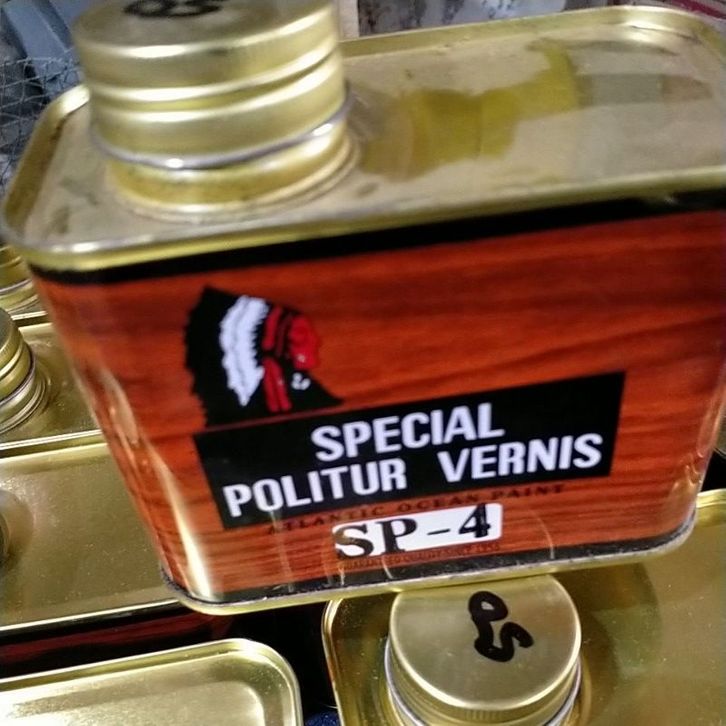 SPECIAL
POLITUR VERNIS
ATLANTIC OCEAN PAINT
SP-4